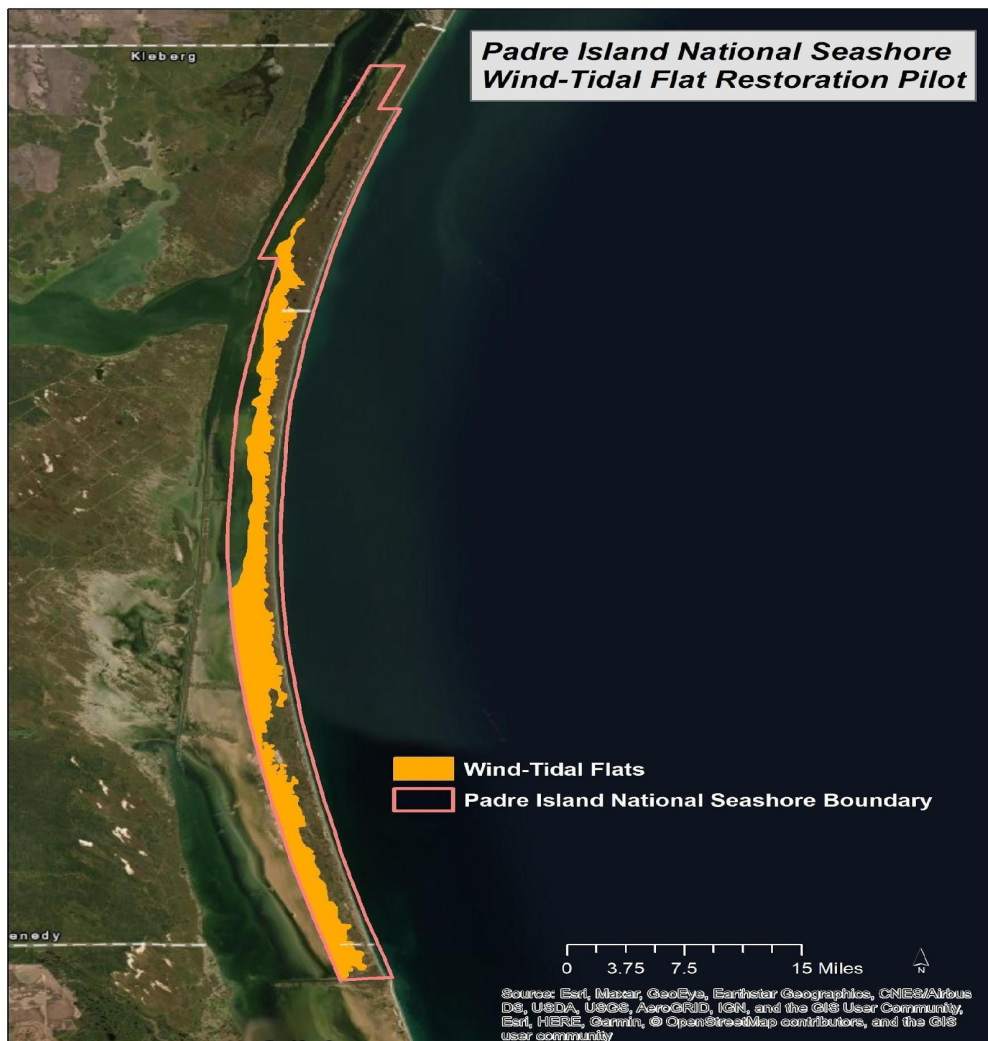 Kleberg
Padre Island National Seashore
Wind-Tidal Flat Restoration Pilot
Wind-Tidal Flats
Padre Island National Seashore Boundary
enedy
0 3.75 7.5 15 Miles
N
Source: Esri, Maxar, GeoEye, Earthstar Geographics, CNES/Airbus
DS, USDA, USGS, AeroGRID, IGN, and the GIS User Community,
Esri, HERE, Garmin, © OpenStreetMap contributors, and the GIS
user community